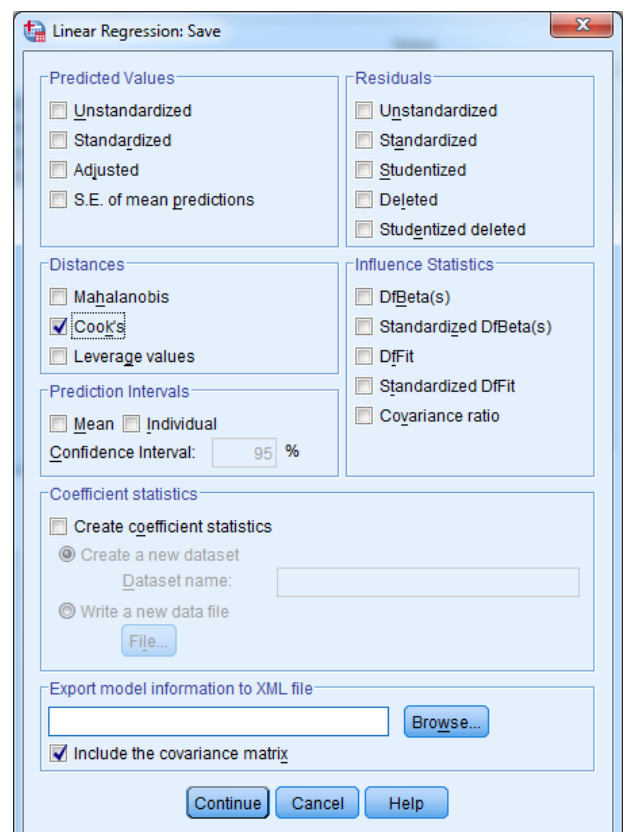 Linear Regression: Save
Predicted Values
Unstandardized
Standardized
Adjusted
S.E. of mean predictions
Residuals
Unstandardized
Standardized
Studentized
Deleted
Studentized deleted
Distances
Mahalanobis
Cook's
Leverage values
Influence Statistics
DfBeta(s)
Standardized DfBeta(s)
DfFit
Standardized DfFit
Covariance ratio
Prediction Intervals
Mean Individual
Confidence Interval: 95 %
Coefficient statistics
Create coefficient statistics
Create a new dataset
Dataset name:
Write a new data file
File...
Export model information to XML file
Browse...
Include the covariance matrix
Continue Cancel Help